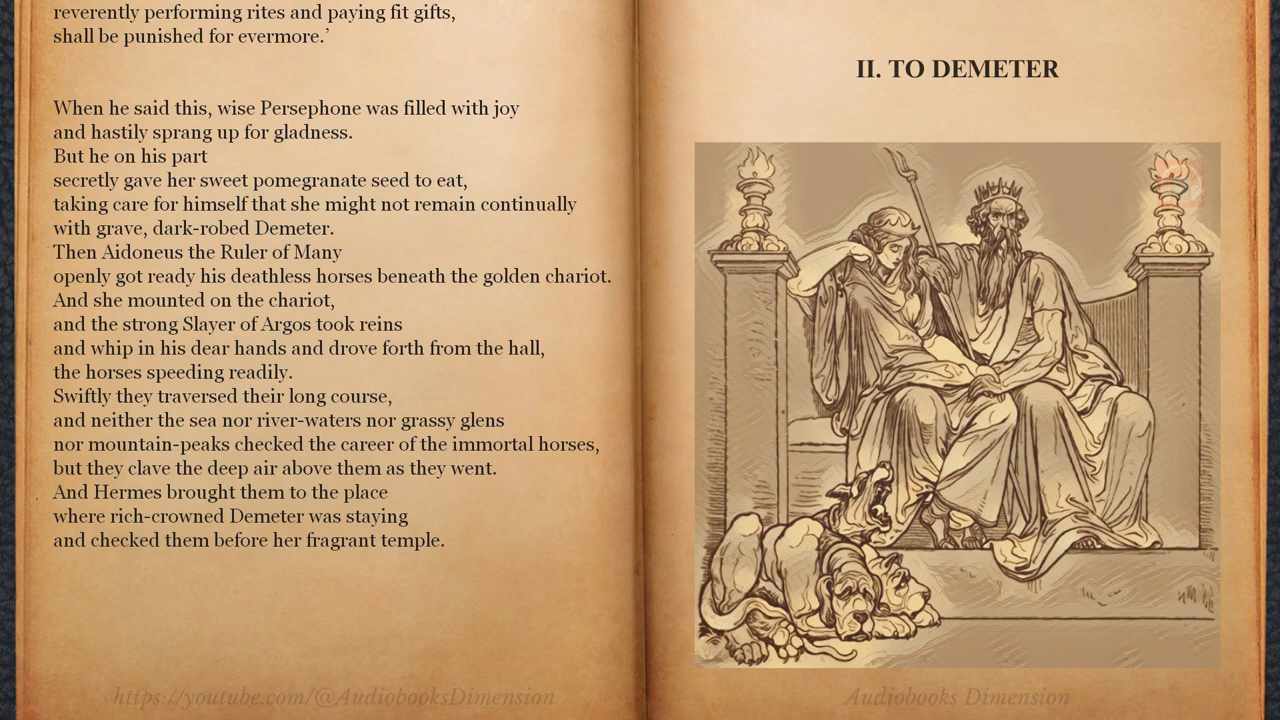 reverently performing rites and paying fit gifts,
shall be punished for evermore.’
When he said this, wise Persephone was filled with joy
and hastily sprang up for gladness.
But he on his part
secretly gave her sweet pomegranate seed to eat,
taking care for himself that she might not remain continually
with grave, dark-robed Demeter.
Then Aidoneus the Ruler of Many
openly got ready his deathless horses beneath the golden chariot.
And she mounted on the chariot,
and the strong Slayer of Argos took reins
and whip in his dear hands and drove forth from the hall,
the horses speeding readily.
Swiftly they traversed their long course,
and neither the sea nor river-waters nor grassy glens
nor mountain-peaks checked the career of the immortal horses,
but they clave the deep air above them as they went.
And Hermes brought them to the place
where rich-crowned Demeter was staying
and checked them before her fragrant temple.
https://youtube.com/@AudiobooksDimension
II. TO DEMETER
Audiobooks Dimension